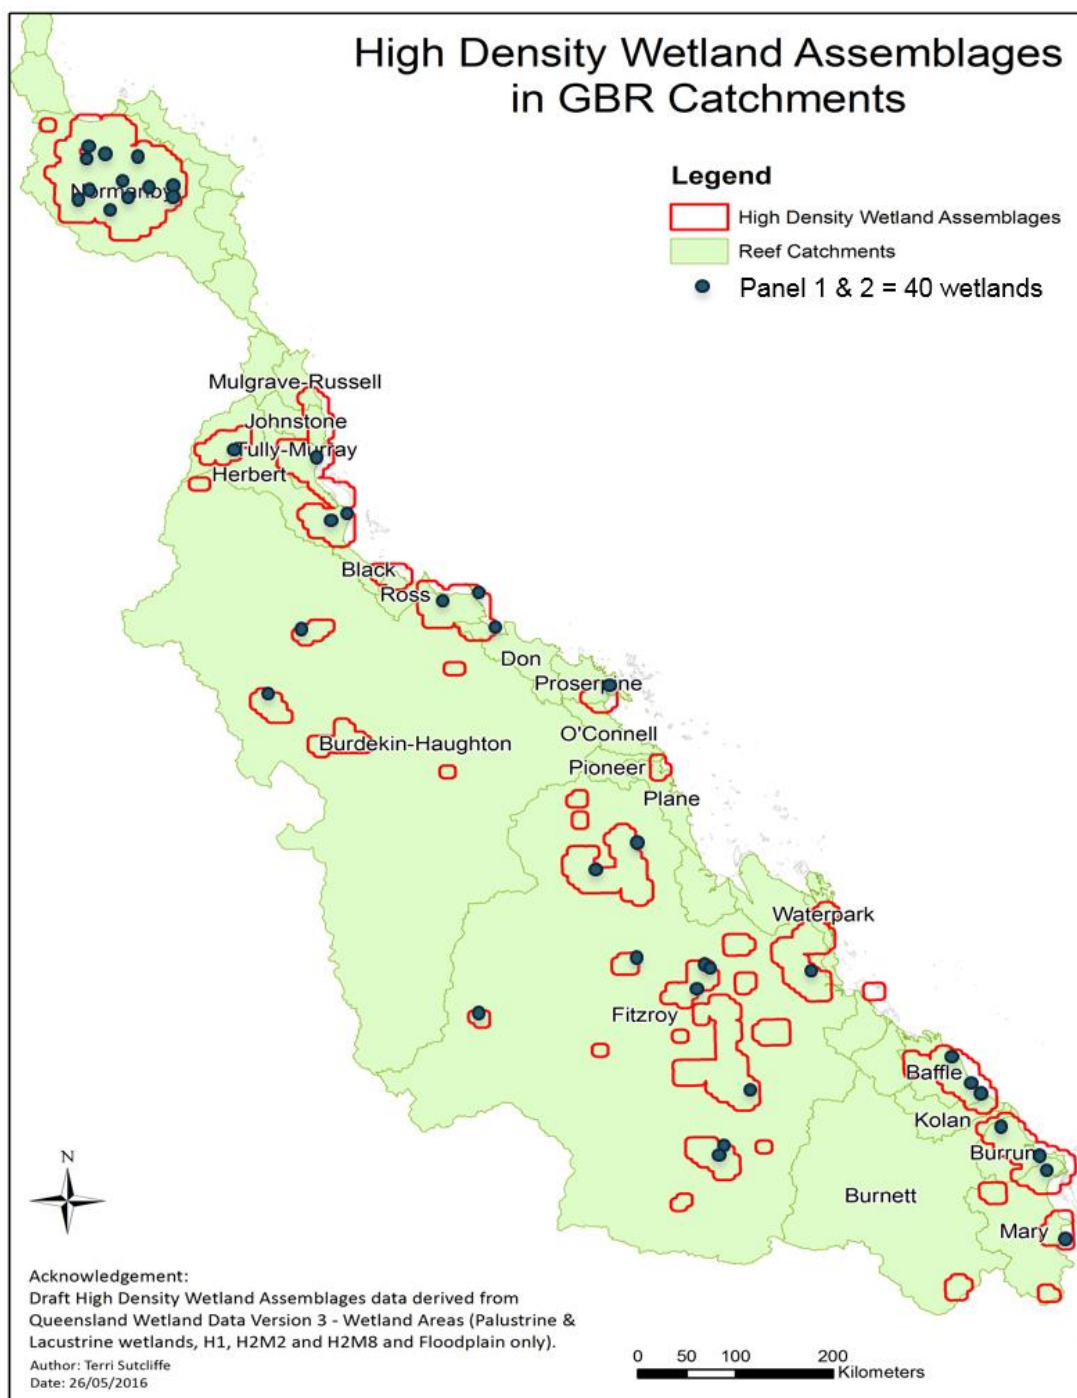 High Density Wetland Assemblages
in GBR Catchments
Legend
High Density Wetland Assemblages
Reef Catchments
Panel 1 & 2 = 40 wetlands
Normanby
Mulgrave-Russell
Johnstone
Tully-Murray
Herbert
Black
Ross
Don
Proserpine
O'Connell
Burdekin-Haughton
Pioneer
Plane
Waterpark
Fitzroy
Baffle
Kolan
Burrum
Burnett
Mary
N
Acknowledgement:
Draft High Density Wetland Assemblages data derived from
Queensland Wetland Data Version 3 - Wetland Areas (Palustrine &
Lacustrine wetlands, H1, H2M2 and H2M8 and Floodplain only).
Author: Terri Sutcliffe
Date: 26/05/2016
0 50 100 200
Kilometers